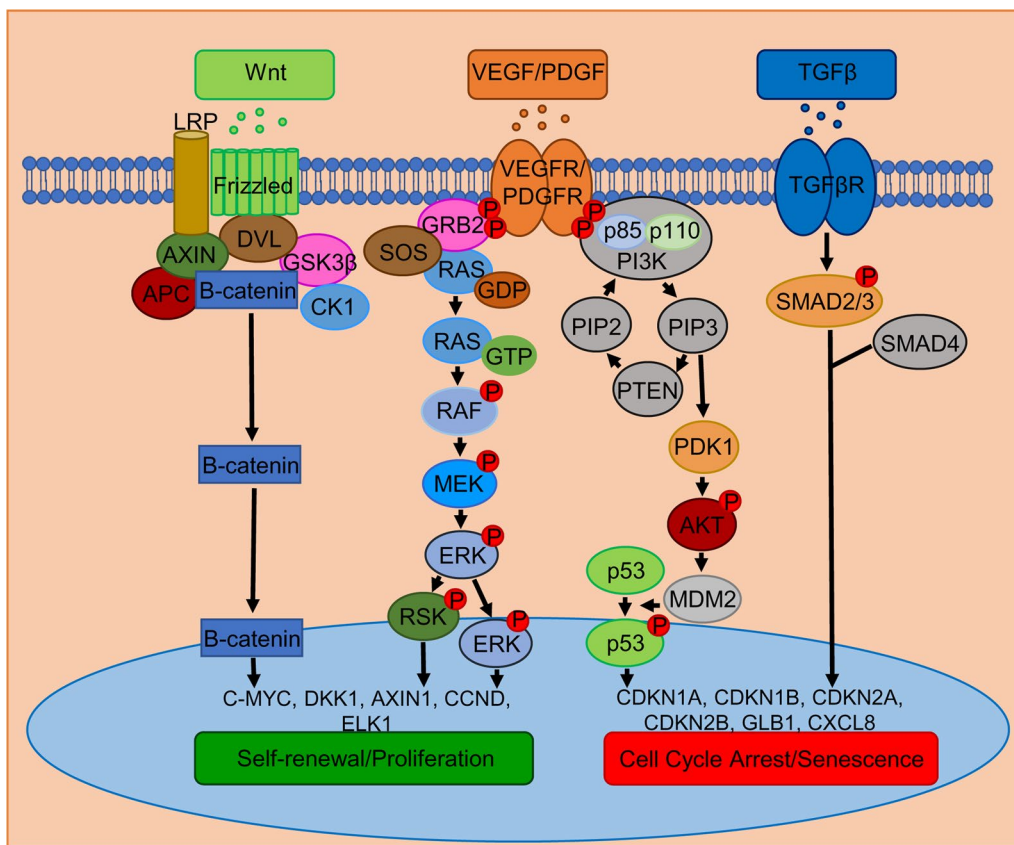 Wnt
VEGF/PDGF
TGFβ
LRP
Frizzled
VEGFR/
PDGFR
TGFβR
AXIN
DVL
GSK3β
APC
B-catenin
CK1
SOS
GRB2
P
P
RAS
GDP
P
P
p85
p110
PI3K
P
SMAD2/3
SMAD4
RAS
GTP
PIP2
PIP3
PTEN
P
RAF
PDK1
B-catenin
P
MEK
P
AKT
P
ERK
p53
MDM2
P
RSK
P
ERK
P
p53
B-catenin
C-MYC, DKK1, AXIN1, CCND,
ELK1
CDKN1A, CDKN1B, CDKN2A,
CDKN2B, GLB1, CXCL8
Self-renewal/Proliferation
Cell Cycle Arrest/Senescence